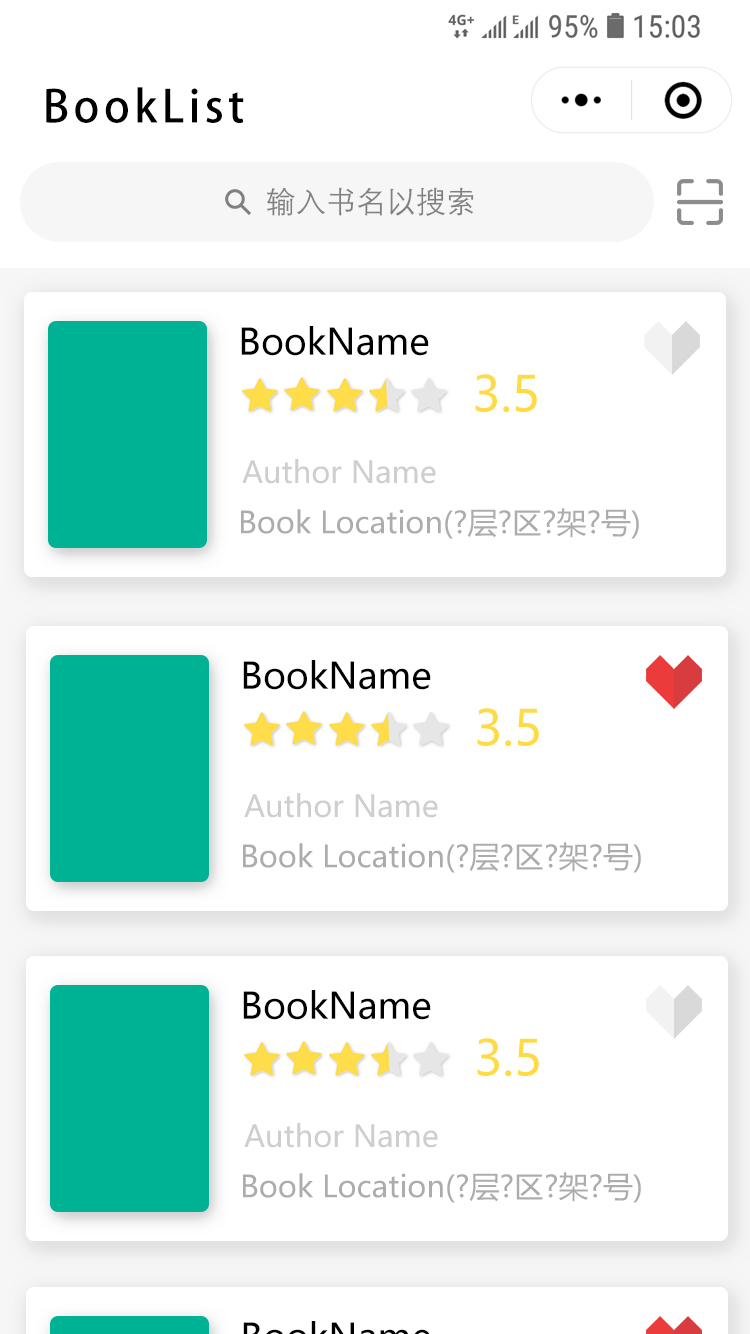 4G+ E 95% 15:03
BookList
输入书名以搜索
BookName
3.5
Author Name
Book Location(?层?区?架?号)
BookName
3.5
Author Name
Book Location(?层?区?架?号)
BookName
3.5
Author Name
Book Location(?层?区?架?号)
BookName